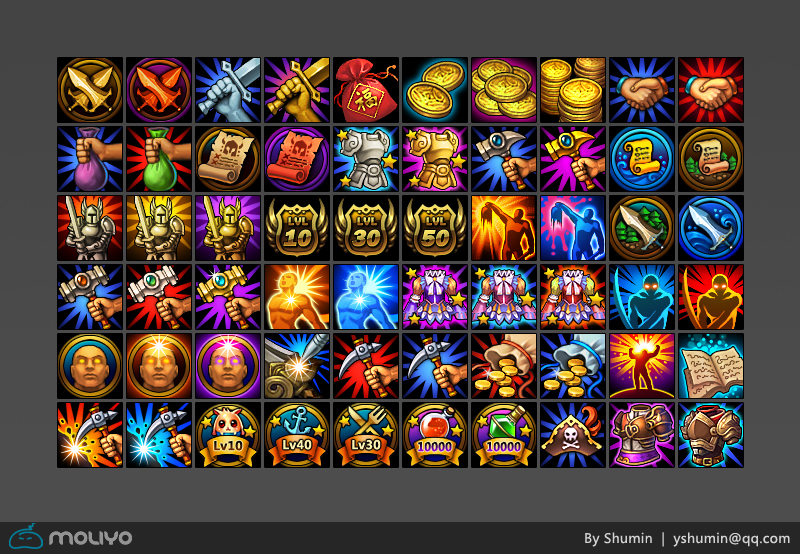 福
LVL
10
LVL
30
LVL
50
Lv10
Lv40
Lv30
10000
10000
MOLIYO
By Shumin | yshumin@qq.com